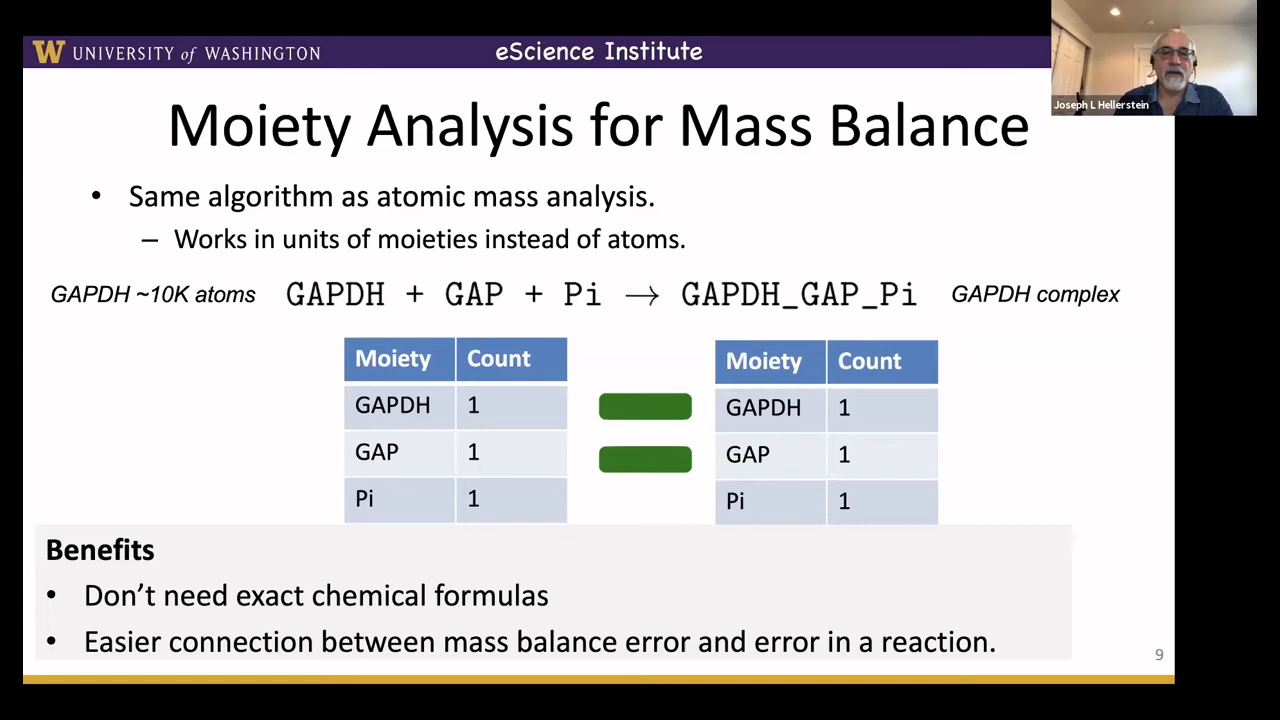 W UNIVERSITY of WASHINGTON
eScience Institute
Joseph L Hellerstein
Moiety Analysis for Mass Balance
• Same algorithm as atomic mass analysis.
– Works in units of moieties instead of atoms.
GAPDH ~10K atoms GAPDH + GAP + Pi → GAPDH_GAP_Pi GAPDH complex
Moiety Count
GAPDH 1
GAP 1
Pi 1
Moiety Count
GAPDH 1
GAP 1
Pi 1
Benefits
• Don’t need exact chemical formulas
• Easier connection between mass balance error and error in a reaction.
9